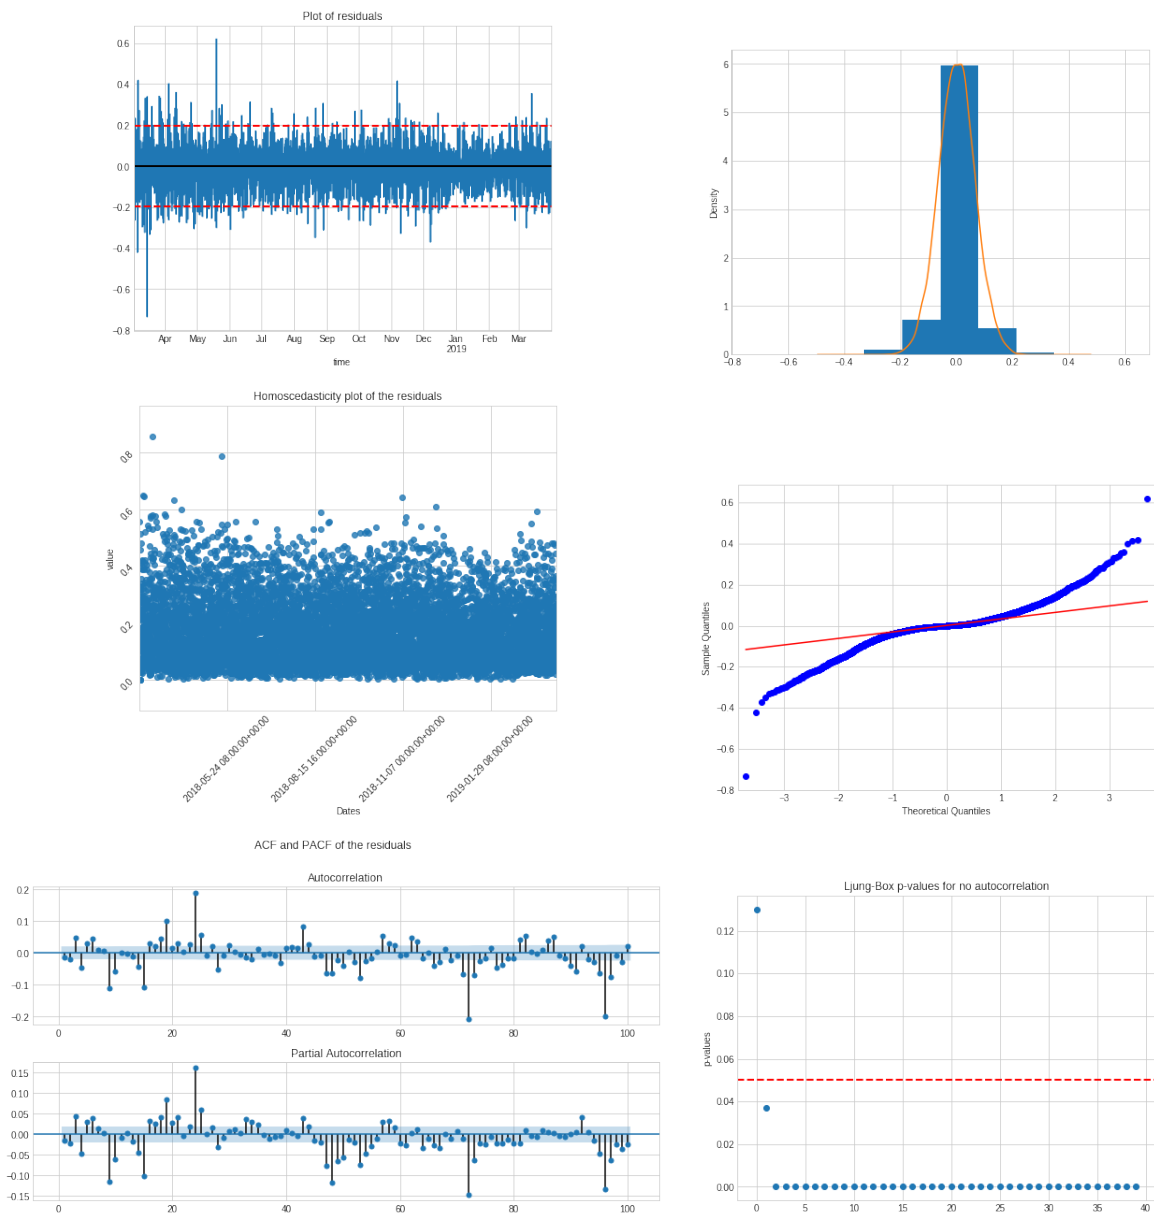 Plot of residuals
0.6
0.4
0.2
0.0
−0.2
−0.4
−0.6
−0.8
Apr May Jun Jul Aug Sep Oct Nov Dec Jan Feb Mar
2019
time
6
5
4
3
2
1
0
Density
−0.8 −0.6 −0.4 −0.2 0.0 0.2 0.4 0.6
Homoscedasticity plot of the residuals
0.8
0.6
0.4
0.2
0.0
value
2018-05-24 08:00:00+00:00
2018-08-15 16:00:00+00:00
2018-11-07 00:00:00+00:00
2019-01-29 08:00:00+00:00
Dates
0.6
0.4
0.2
0.0
−0.2
−0.4
−0.6
−0.8
Sample Quantiles
−3 −2 −1 0 1 2 3
Theoretical Quantiles
ACF and PACF of the residuals
Autocorrelation
0.2
0.1
0.0
−0.1
−0.2
0 20 40 60 80 100
Partial Autocorrelation
0.15
0.10
0.05
0.00
−0.05
−0.10
−0.15
0 20 40 60 80 100
Ljung-Box p-values for no autocorrelation
0.12
0.10
0.08
0.06
0.04
0.02
0.00
p-values
0 5 10 15 20 25 30 35 40